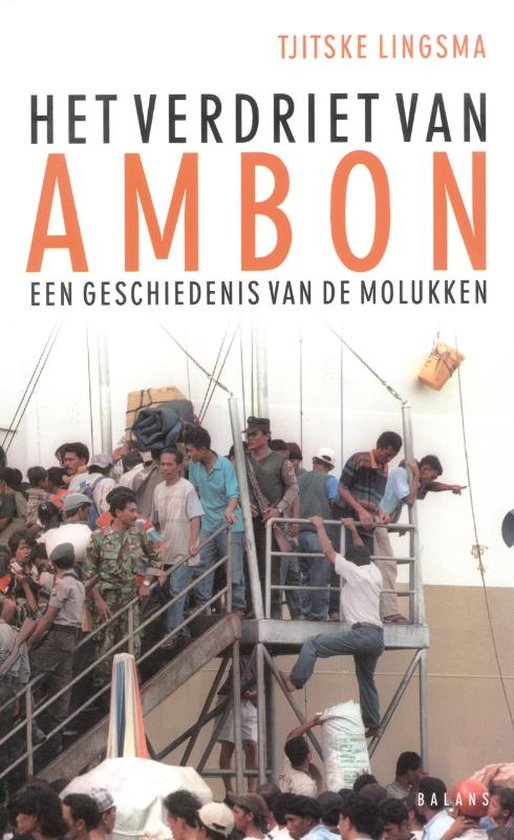 TJITSKE LINGSMA
HET VERDRIET VAN
AMBON
EEN GESCHIEDENIS VAN DE MOLUKKEN
BALANS